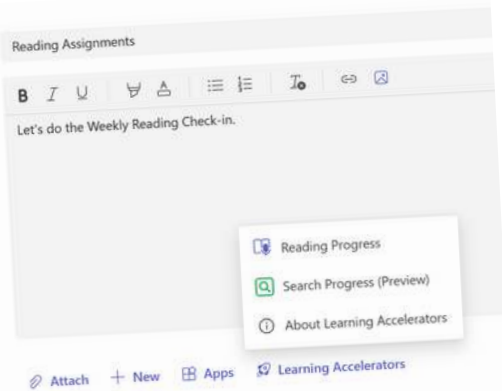 Reading Assignments
B I U
Let's do the Weekly Reading Check-in.
Reading Progress
Search Progress (Preview)
About Learning Accelerators
Attach New Apps Learning Accelerators